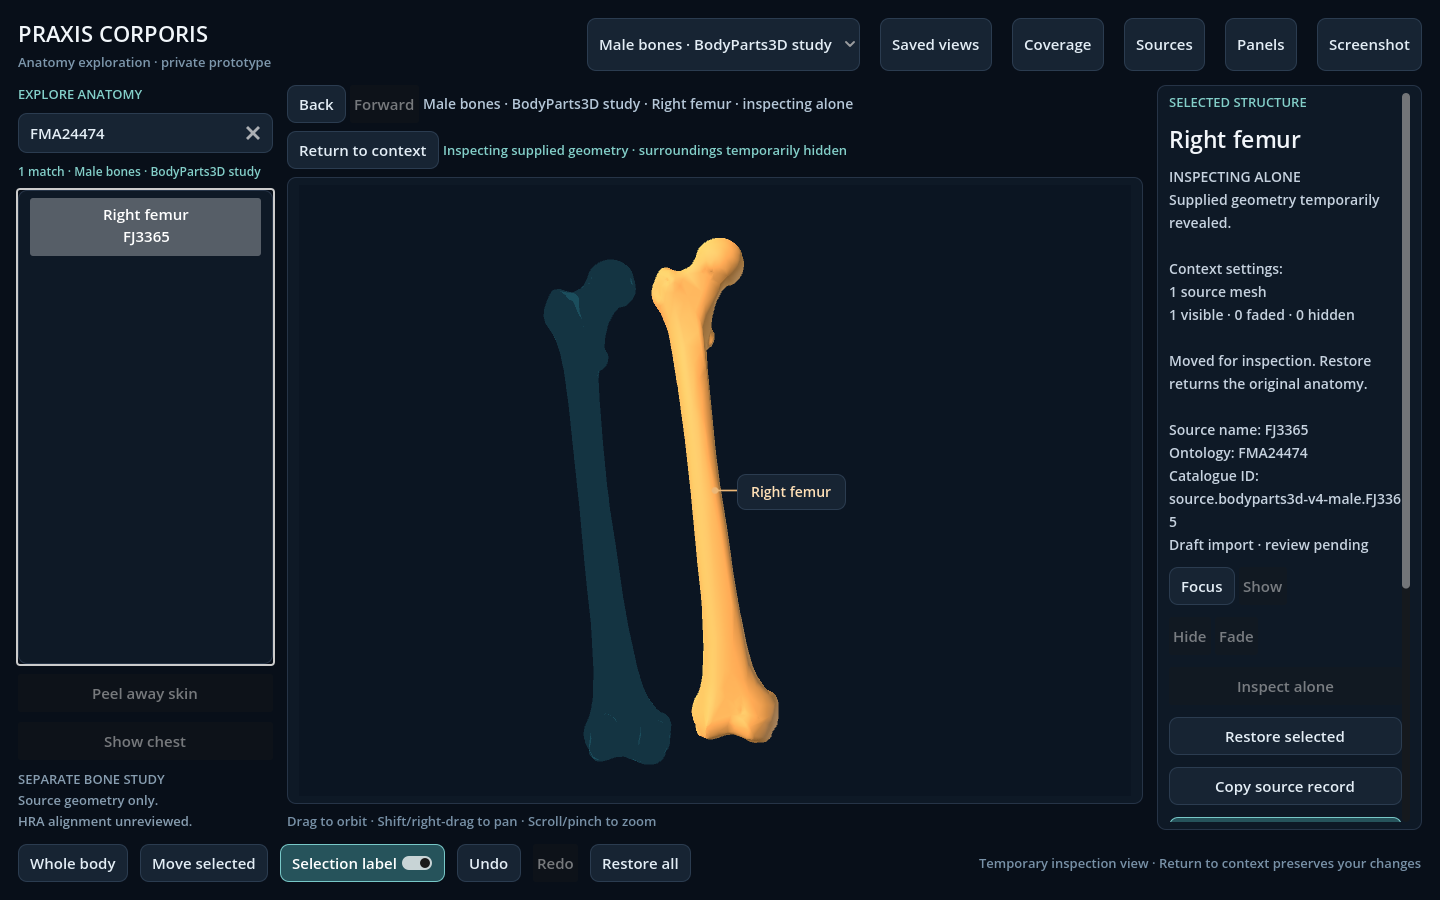 PRAXIS CORPORIS
Anatomy exploration · private prototype
Male bones · BodyParts3D study
Saved views
Coverage
Sources
Panels
Screenshot
EXPLORE ANATOMY
FMA24474
1 match · Male bones · BodyParts3D study
Right femur
FJ3365
Peel away skin
Show chest
SEPARATE BONE STUDY
Source geometry only.
HRA alignment unreviewed.
Back
Forward
Male bones · BodyParts3D study · Right femur · inspecting alone
Return to context
Inspecting supplied geometry · surroundings temporarily hidden
Right femur
Drag to orbit · Shift/right-drag to pan · Scroll/pinch to zoom
SELECTED STRUCTURE
Right femur
INSPECTING ALONE
Supplied geometry temporarily
revealed.
Context settings:
1 source mesh
1 visible · 0 faded · 0 hidden
Moved for inspection. Restore
returns the original anatomy.
Source name: FJ3365
Ontology: FMA24474
Catalogue ID:
source.bodyparts3d-v4-male.FJ336
5
Draft import · review pending
Focus
Show
Hide
Fade
Inspect alone
Restore selected
Copy source record
Whole body
Move selected
Selection label
Undo
Redo
Restore all
Temporary inspection view · Return to context preserves your changes